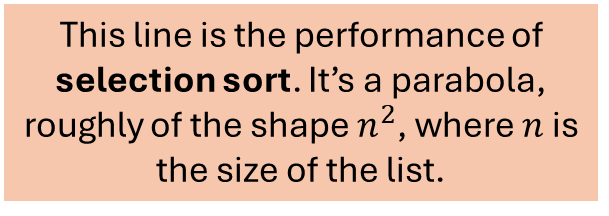 This line is the performance of
selection sort. It’s a parabola,
roughly of the shape n², where n is
the size of the list.